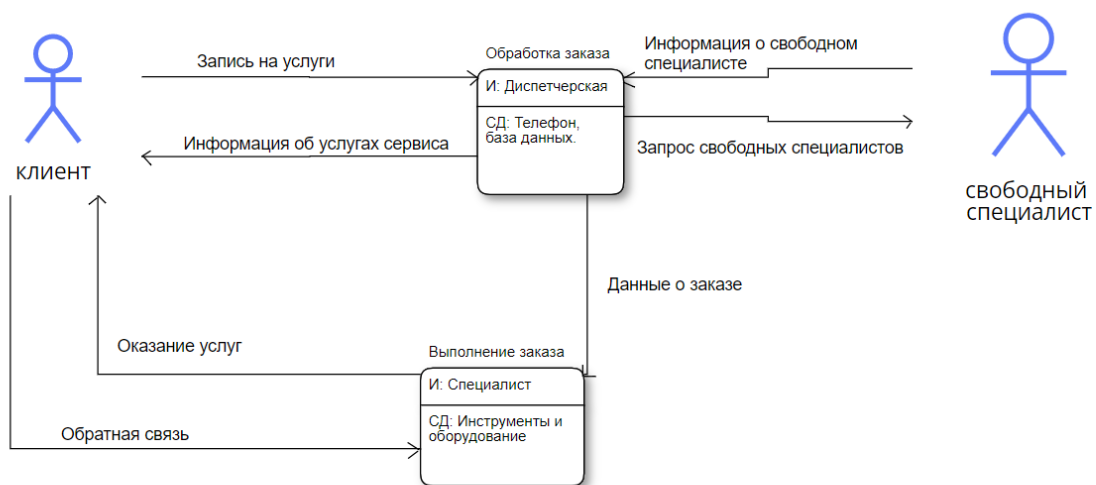 Запись на услуги
Обработка заказа
Информация о свободном
специалисте
И: Диспетчерская
СД: Телефон,
база данных.
Информация об услугах сервиса
Запрос свободных специалистов
клиент
свободный
специалист
Данные о заказе
Оказание услуг
Выполнение заказа
И: Специалист
СД: Инструменты и
оборудование
Обратная связь